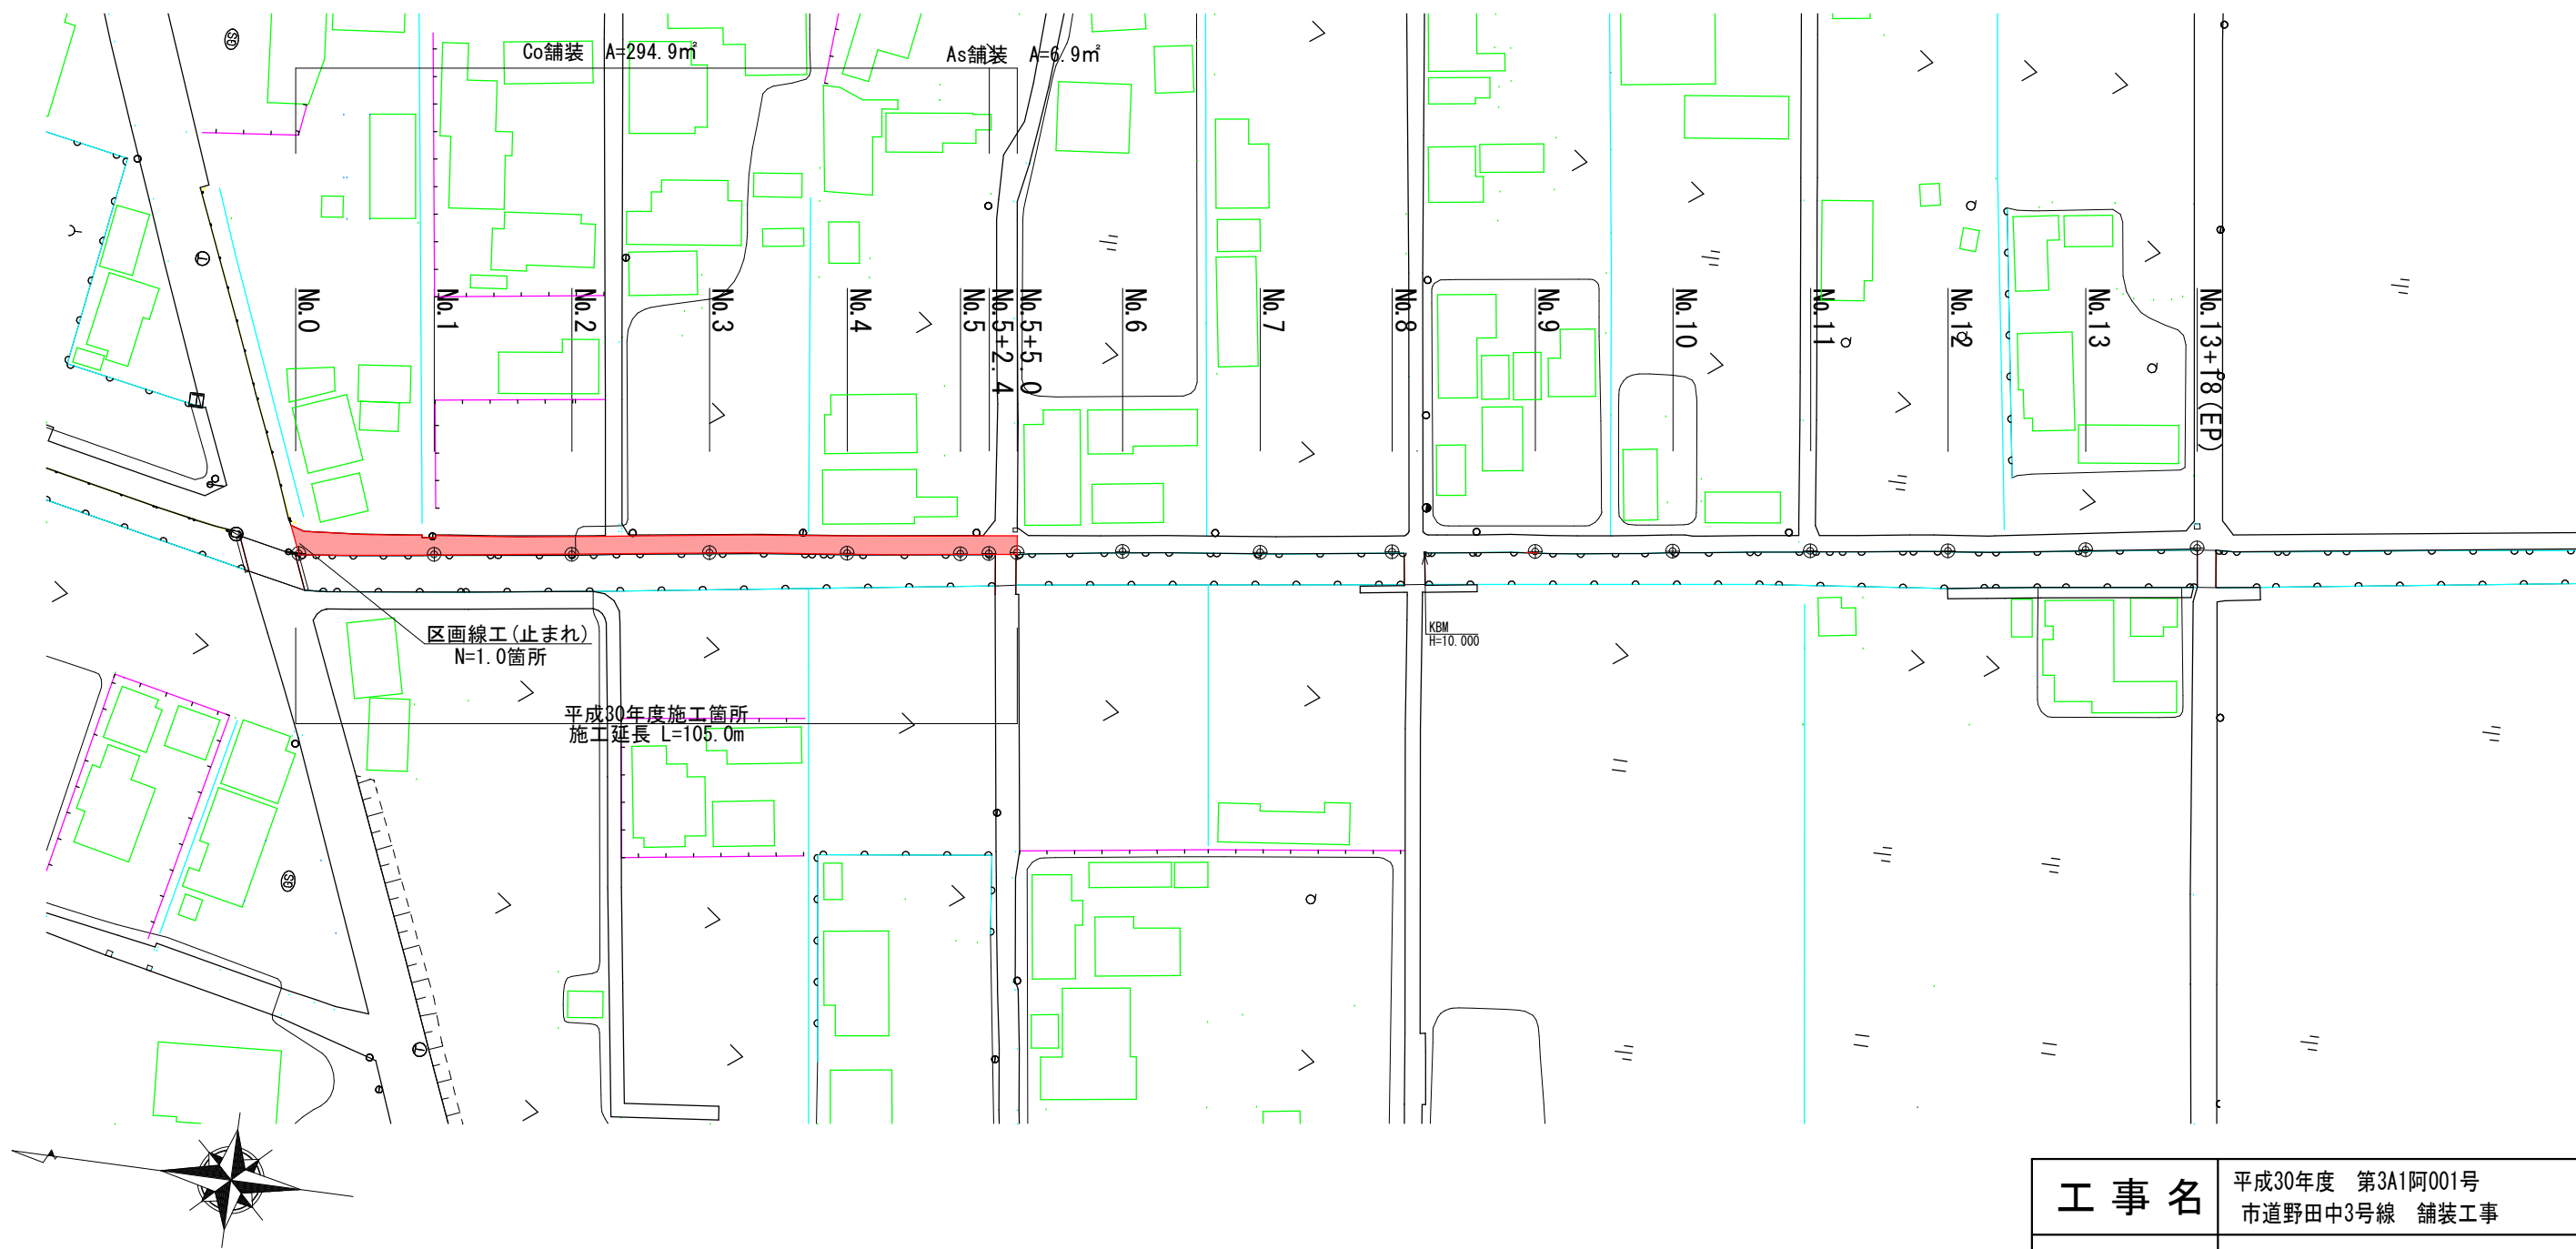 Co舗装 A=294.9㎡
As舗装 A=6.9㎡
No.0
No.1
No.2
No.3
No.4
No.5
No.5+2.4
No.5+5.0
No.6
No.7
No.8
No.9
No.10
No.11
No.12
No.13
No.13+18(EP)
区画線工(止まれ)
N=1.0箇所
KBM
H=10.000
平成30年度施工箇所
施工延長 L=105.0m
SG
SG
T
T
工事名
平成30年度 第3A1阿001号
市道野田中3号線 舗装工事